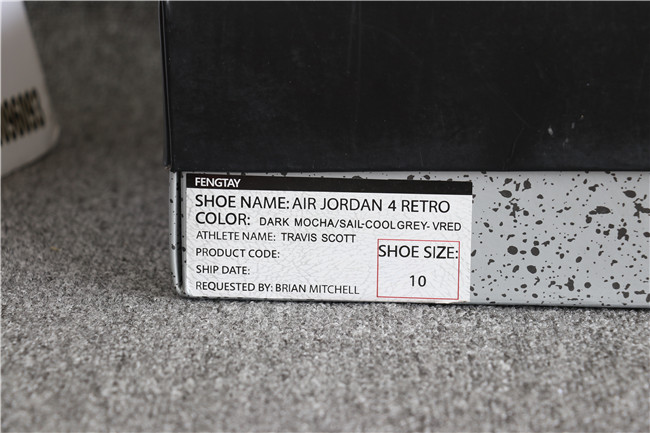 FENGTAY
SHOE NAME: AIR JORDAN 4 RETRO
COLOR: DARK MOCHA/SAIL-COOLGREY-VRED
ATHLETE NAME: TRAVIS SCOTT
PRODUCT CODE:
SHIP DATE:
REQUESTED BY: BRIAN MITCHELL
SHOE SIZE:
10